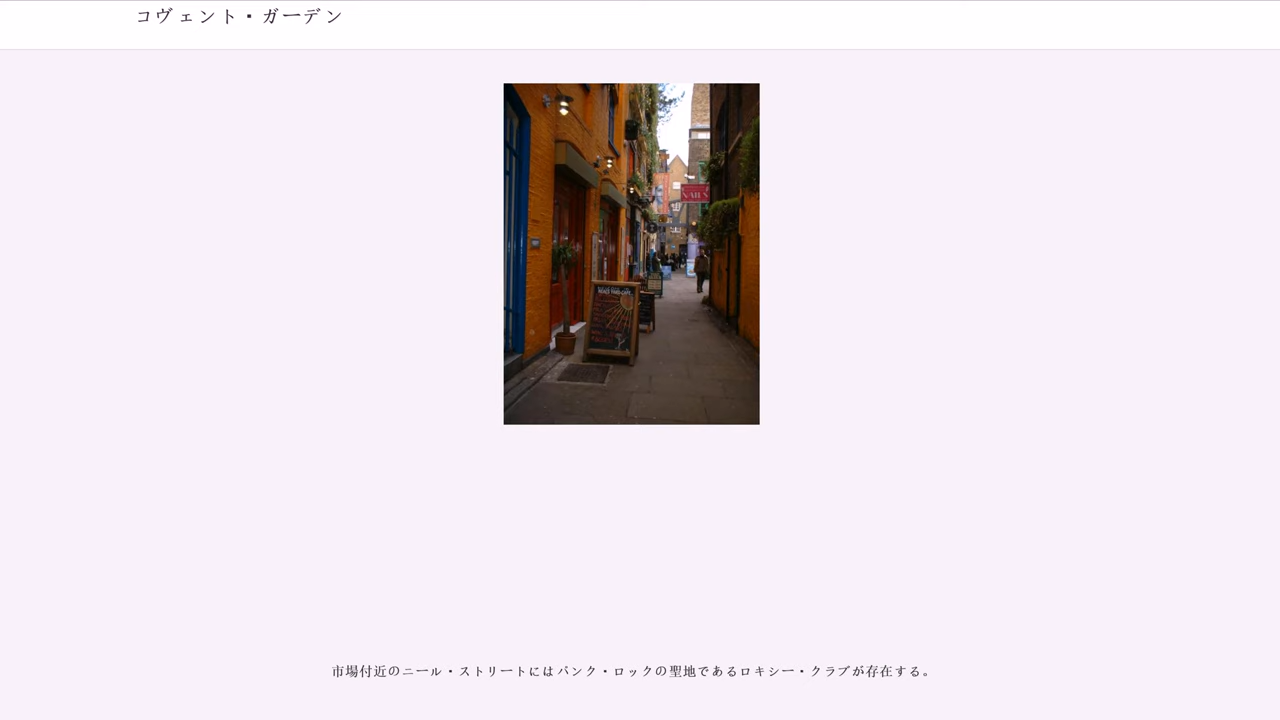 コヴェント・ガーデン
NAILS
市場付近のニール・ストリートにはパンク・ロックの聖地であるロキシー・クラブが存在する。